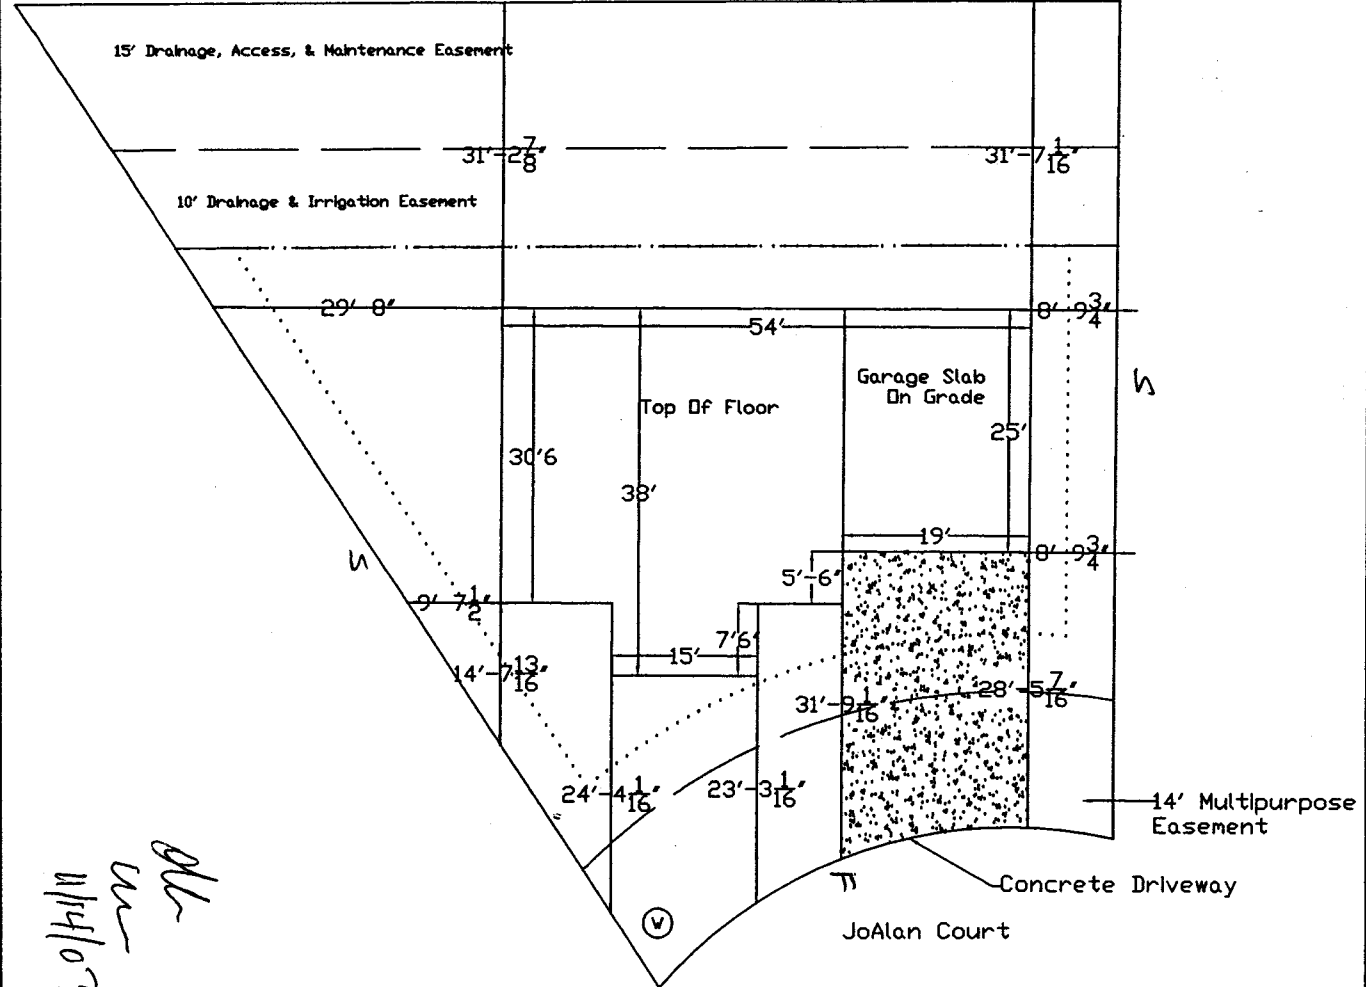 15' Drainage, Access, & Maintenance Easement
31'-2 7/8"
31'-7 1/16"
10' Drainage & Irrigation Easement
29' 8"
8' 9 3/4"
54'
Garage Slab
On Grade
Top Of Floor
25'
30'6
38'
19'
8' 9 3/4"
5'-6"
9' 7 1/2"
7'6"
15'
14'-7 13/16"
28'-5 7/16"
31'-9 1/16"
24'-4 1/16"
23'-3 1/16"
14' Multipurpose
Easement
Concrete Driveway
W
JoAlan Court